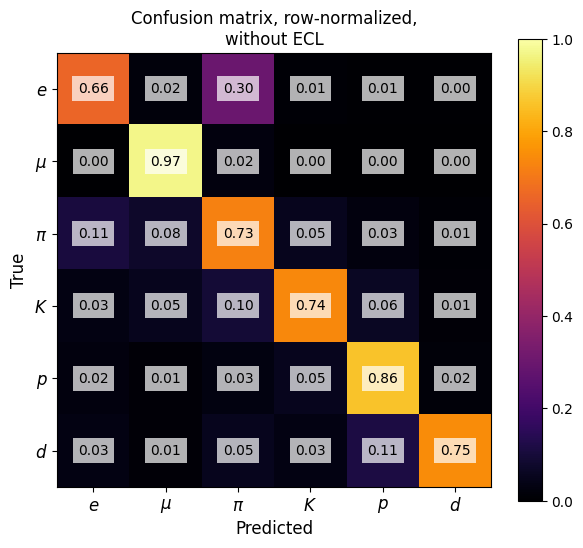 Confusion matrix, row-normalized,
without ECL
e 0.66 0.02 0.30 0.01 0.01 0.00
μ 0.00 0.97 0.02 0.00 0.00 0.00
π 0.11 0.08 0.73 0.05 0.03 0.01
K 0.03 0.05 0.10 0.74 0.06 0.01
p 0.02 0.01 0.03 0.05 0.86 0.02
d 0.03 0.01 0.05 0.03 0.11 0.75
e μ π K p d
Predicted
True
1.0
0.8
0.6
0.4
0.2
0.0